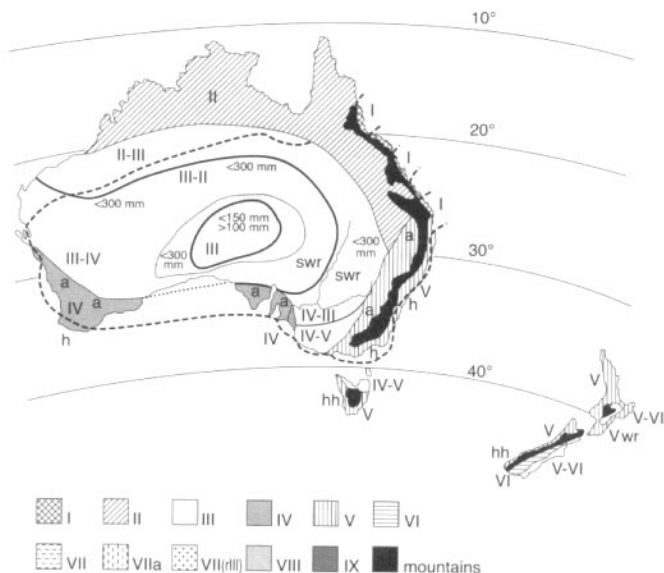 10°
II
I
20°
II-III
I
<300 mm
III-II
I
<300 mm
<150 mm
>100 mm
a
III
<300
mm
<300
mm
swr
swr
30°
III-IV
a
a
IV
a
a
IV-III
a
V
h
IV
IV-V
h
h
40°
IV-V
hh
V
V
V-VI
V
Vwr
hh
VI
V-VI
I II III IV V VI
VII VIIa VII(rIII) VIII IX mountains